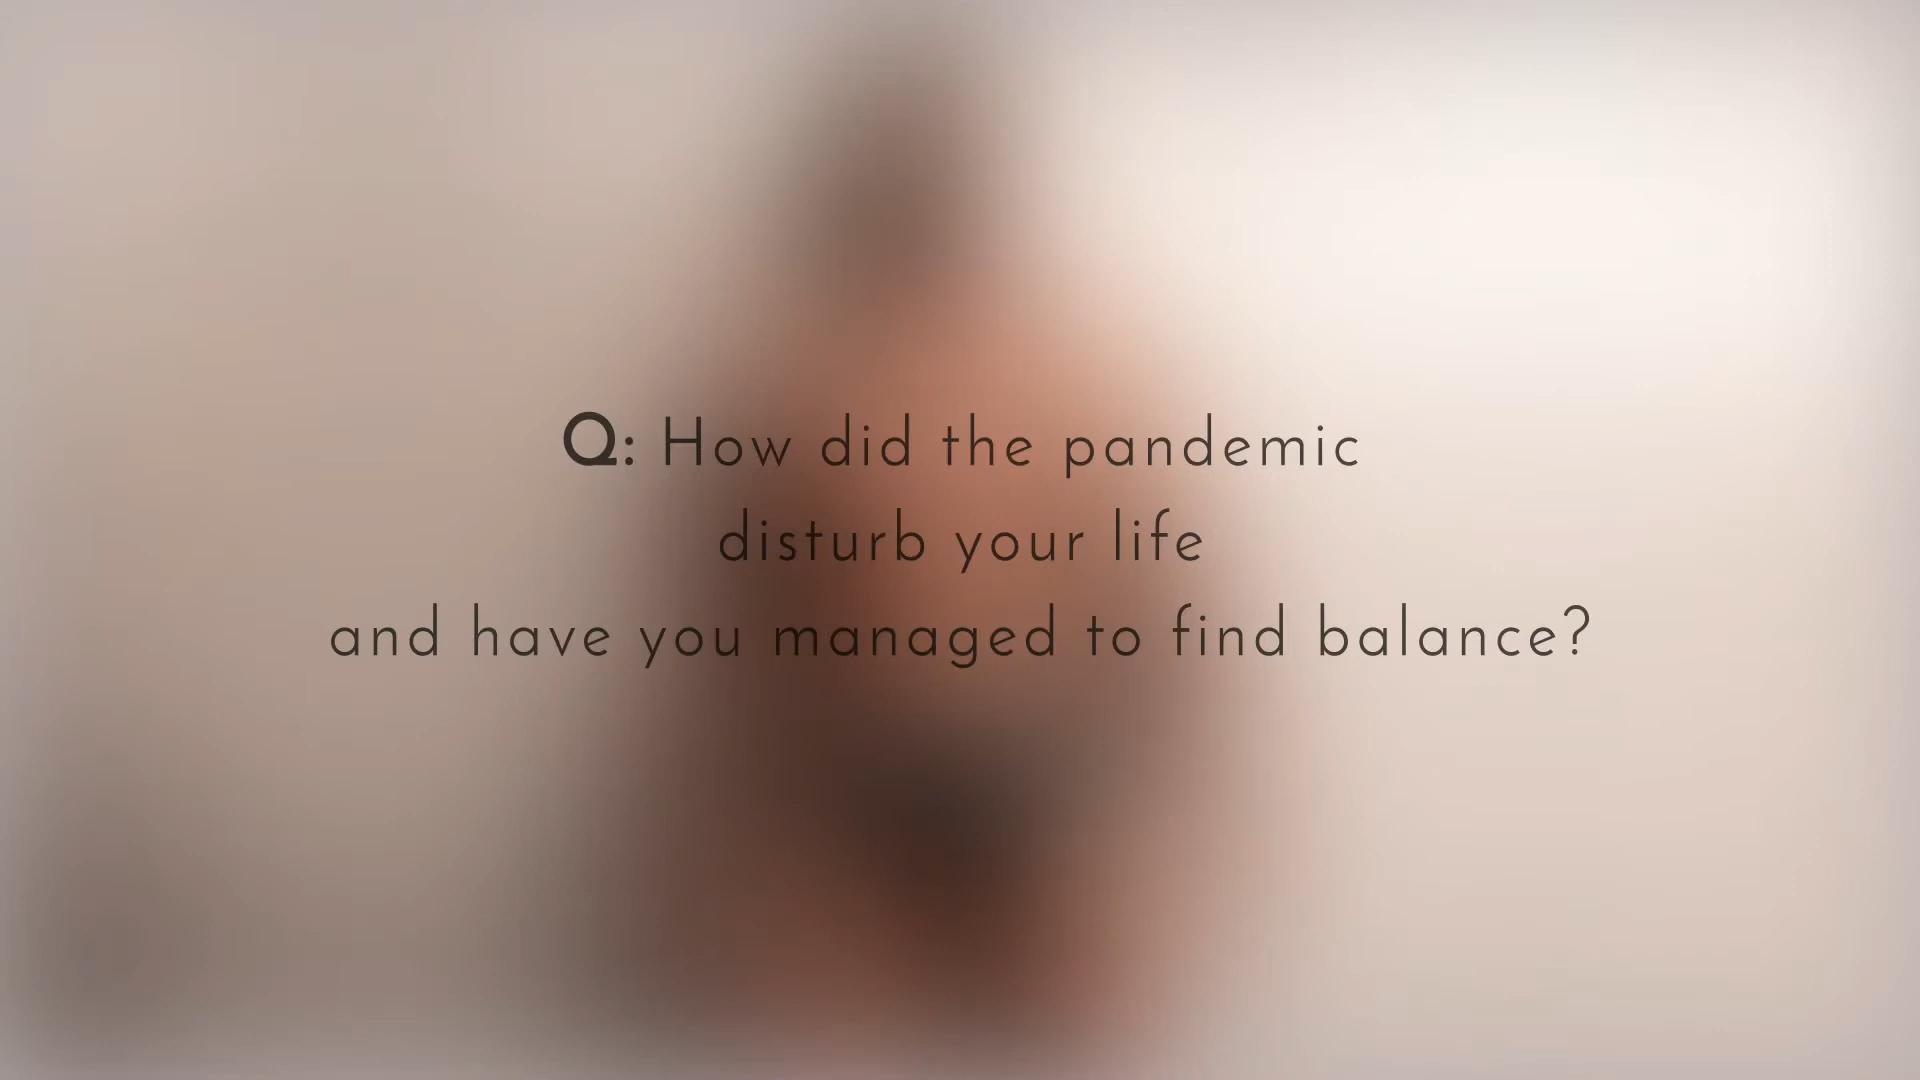 Q: How did the pandemic
disturb your life
and have you managed to find balance?